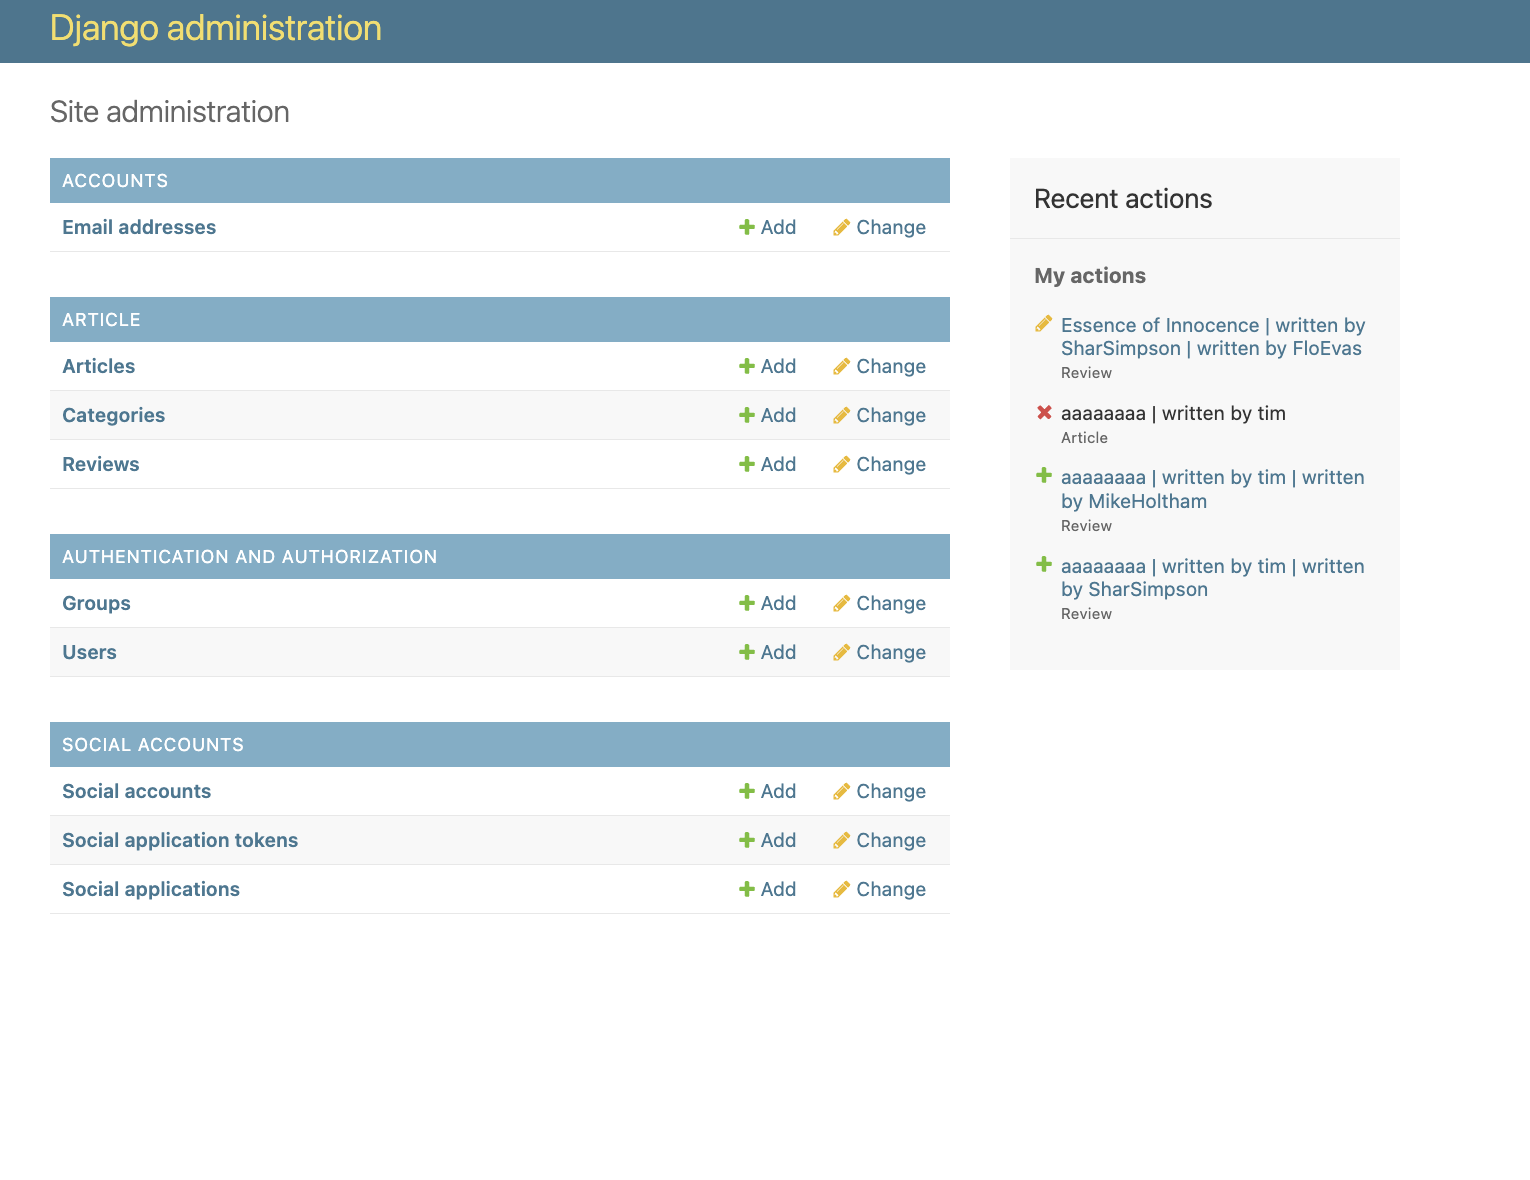 Django administration
Site administration
ACCOUNTS
Email addresses Add Change
ARTICLE
Articles Add Change
Categories Add Change
Reviews Add Change
AUTHENTICATION AND AUTHORIZATION
Groups Add Change
Users Add Change
SOCIAL ACCOUNTS
Social accounts Add Change
Social application tokens Add Change
Social applications Add Change
Recent actions
My actions
Essence of Innocence | written by
SharSimpson | written by FloEvas
Review
aaaaaaaa | written by tim
Article
aaaaaaaa | written by tim | written
by MikeHoltham
Review
aaaaaaaa | written by tim | written
by SharSimpson
Review